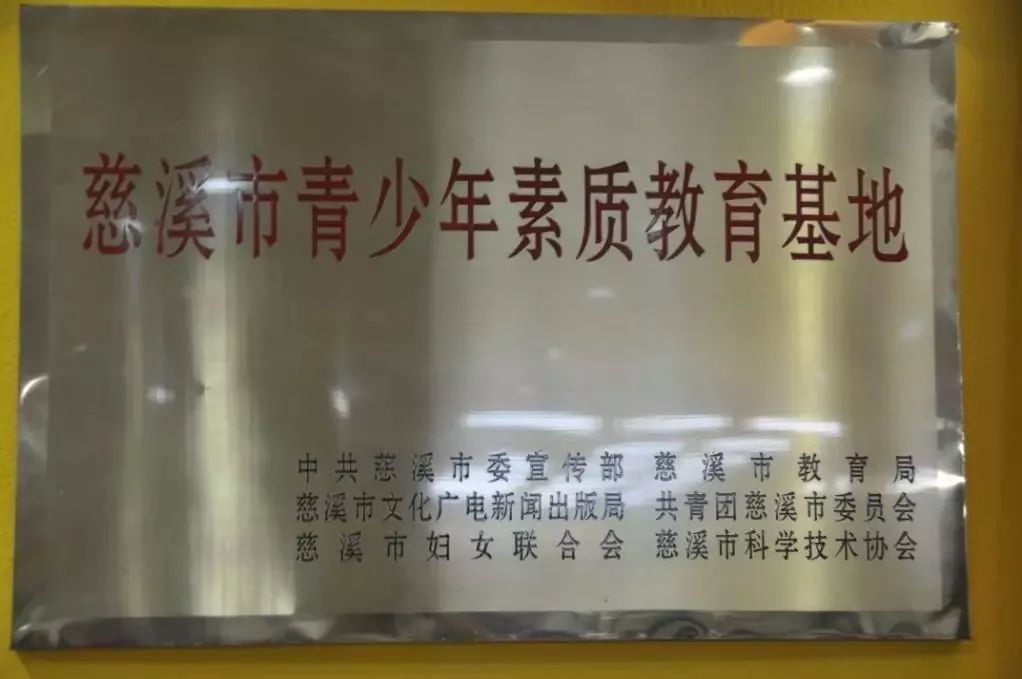 慈溪市青少年素质教育基地
中共慈溪市委宣传部 慈溪市教育局
慈溪市文化广电新闻出版局 共青团慈溪市委员会
慈溪市妇女联合会 慈溪市科学技术协会